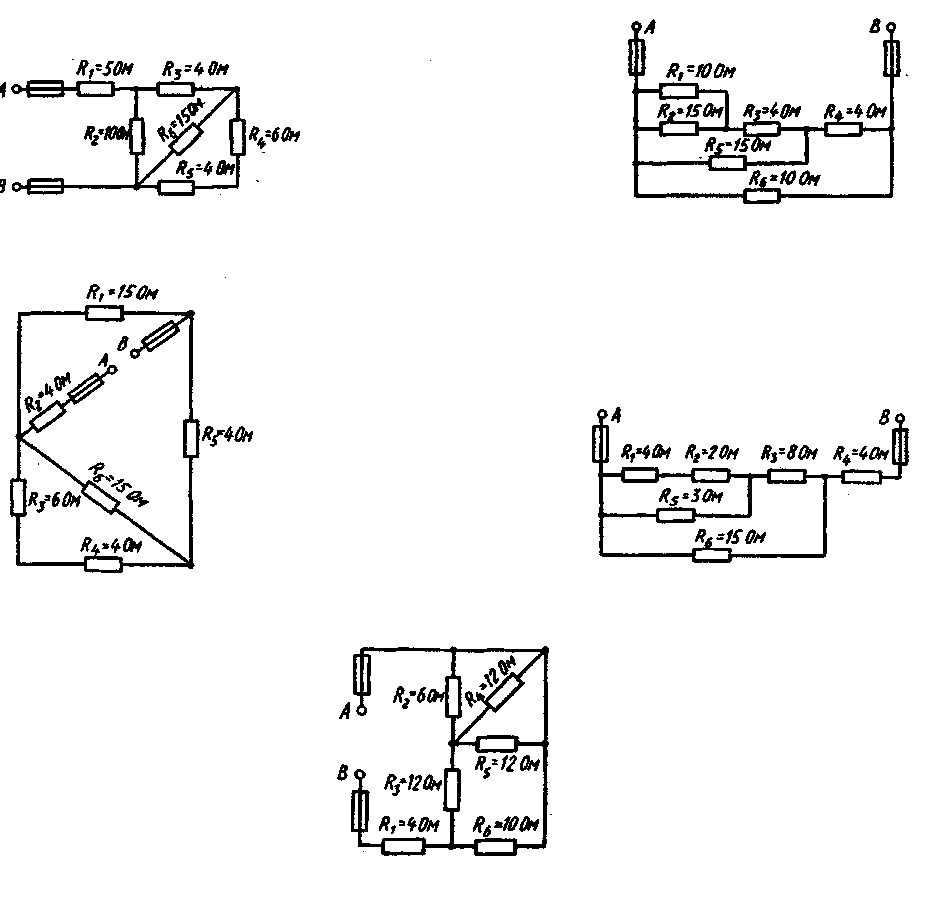 R₁=5Ом
R₃=4Ом
A
R₂=10Ом
R₆=15Ом
R₄=6Ом
R₅=4Ом
B
A
B
R₁=10Ом
R₂=15Ом
R₃=4Ом
R₄=4Ом
R₅=15Ом
R₆=10Ом
R₁=15Ом
B
A
R₂=4Ом
R₅=4Ом
R₆=15Ом
R₃=6Ом
R₄=4Ом
A
B
R₁=4Ом
R₂=2Ом
R₃=8Ом
R₄=4Ом
R₅=3Ом
R₆=15Ом
R₂=6Ом
R₄=12Ом
A
R₅=12Ом
B
R₃=12Ом
R₁=4Ом
R₆=10Ом